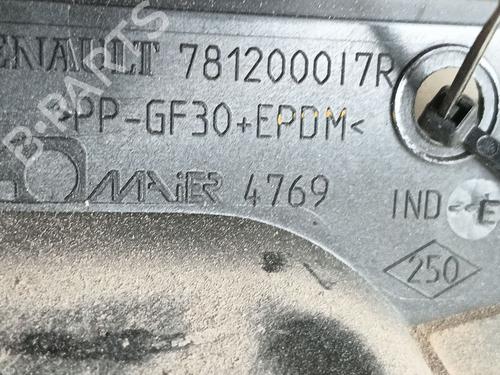 RENAULT 781200017R
>PP-GF30+EPDM<
MAIER 4769 IND E
250
B-PARTS